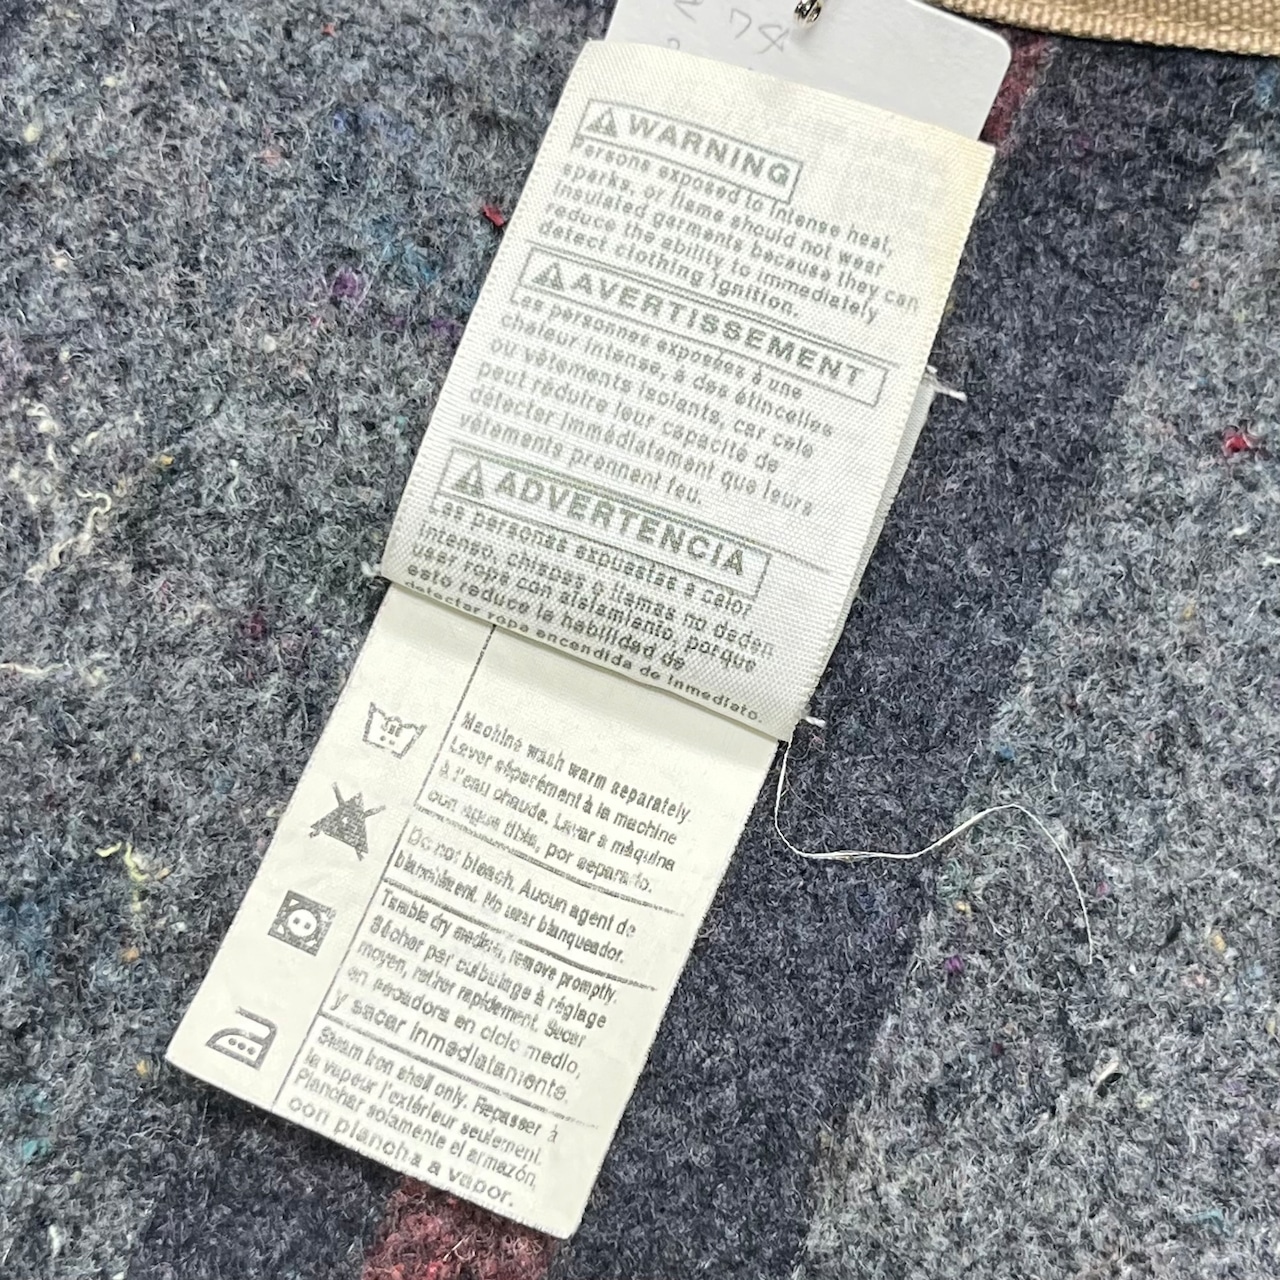 78
WARNING
Persons exposed to intense heat,
sparks, or flame should not wear
insulated garments because they can
reduce the ability to immediately
detect clothing ignition.
AVERTISSEMENT
Les personnes exposées à une
chaleur intense, à des étincelles
ou vêtements isolants, car cela
peut réduire leur capacité de
détecter immédiatement que leurs
vêtements prennent feu.
ADVERTENCIA
Las personas expuestas a calor
intenso, chispas o llamas no deben
usar ropa con aislamiento, porque
esto reduce la habilidad de
detectar ropa encendida de inmediato.
Machine wash warm separately.
Laver séparément à la machine
à l'eau chaude. Lavar a máquina
con agua tibia, por separado.
Do not bleach. Aucun agent de
blanchiment. No usar blanqueador.
Tumble dry medium, remove promptly.
Sécher par culbutage à réglage
moyen, retirer rapidement. Secar
en secadora en ciclo medio,
y sacar inmediatamente.
Steam iron shell only. Repasser à
la vapeur l'extérieur seulement.
Planchar solamente el armazón,
con plancha a vapor.